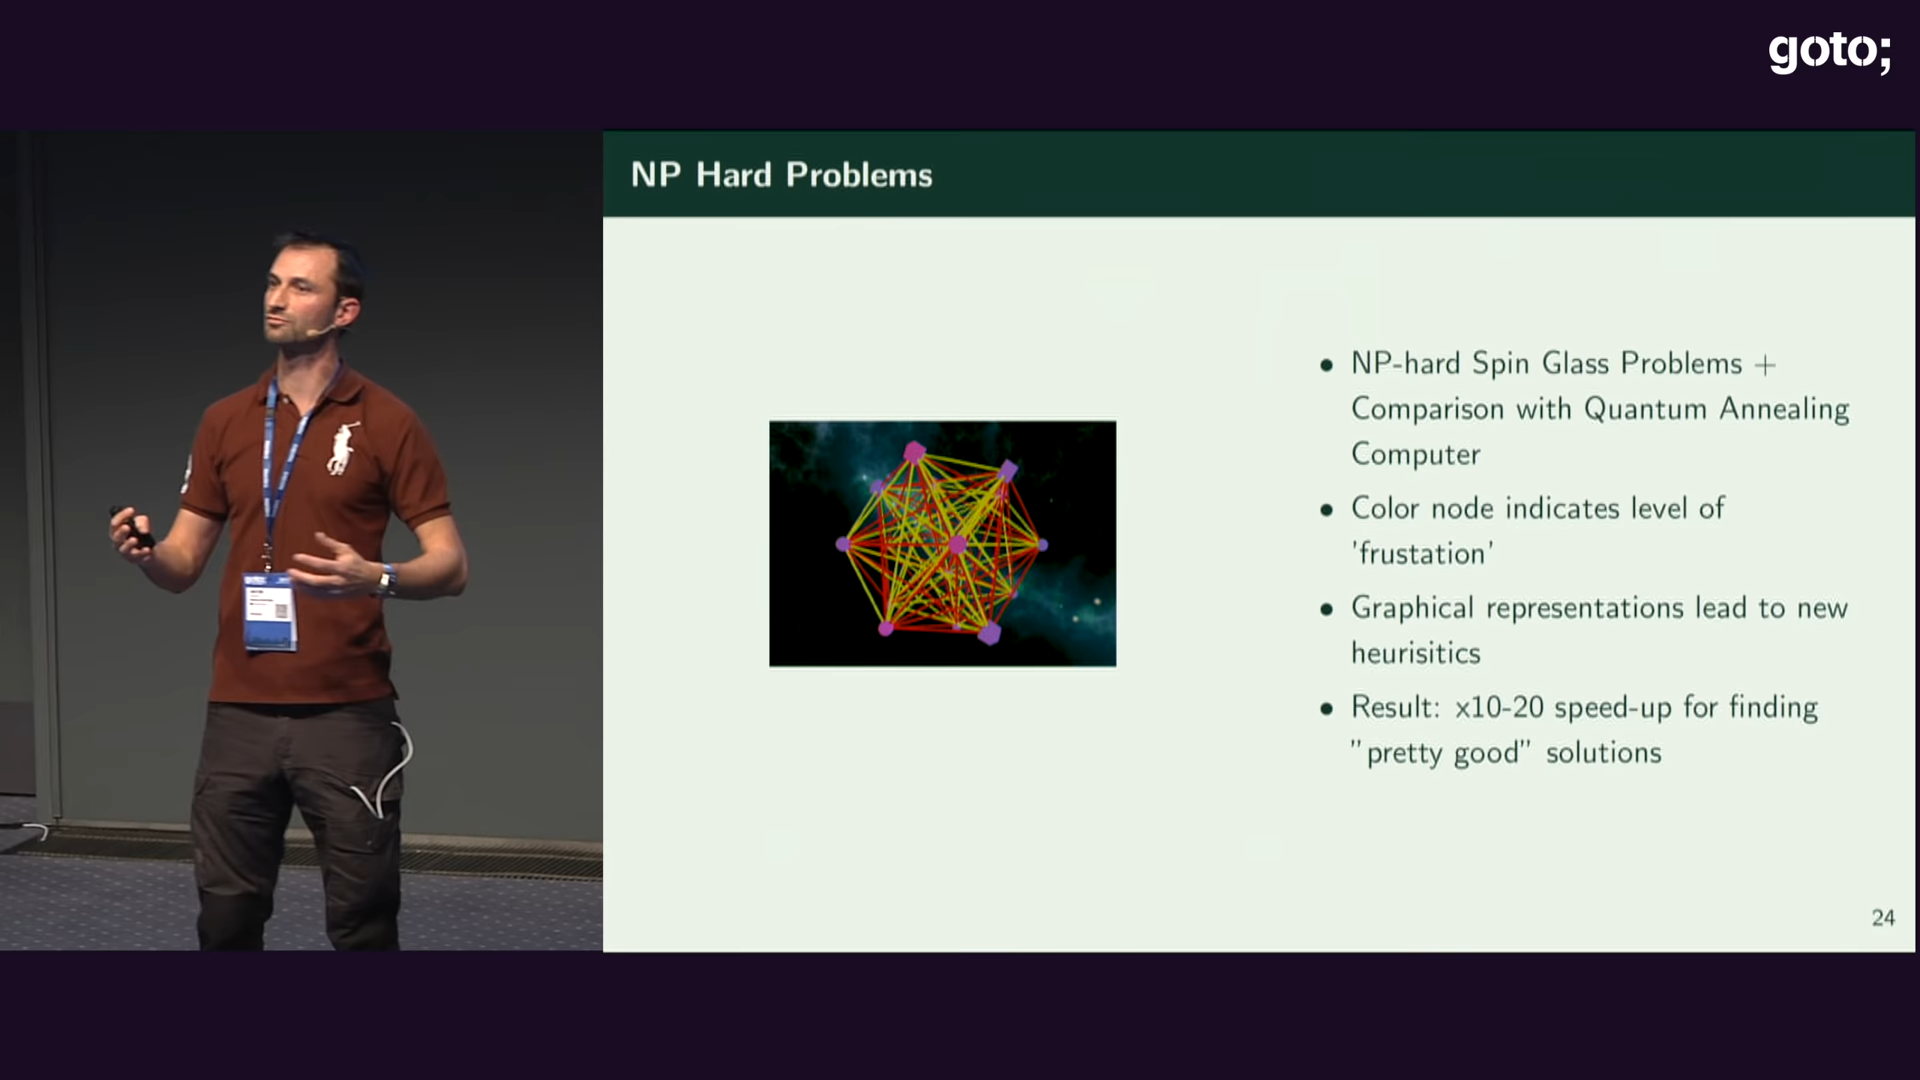 goto;
NP Hard Problems
• NP-hard Spin Glass Problems +
Comparison with Quantum Annealing
Computer
• Color node indicates level of
'frustation'
• Graphical representations lead to new
heurisitics
• Result: x10-20 speed-up for finding
"pretty good" solutions
24